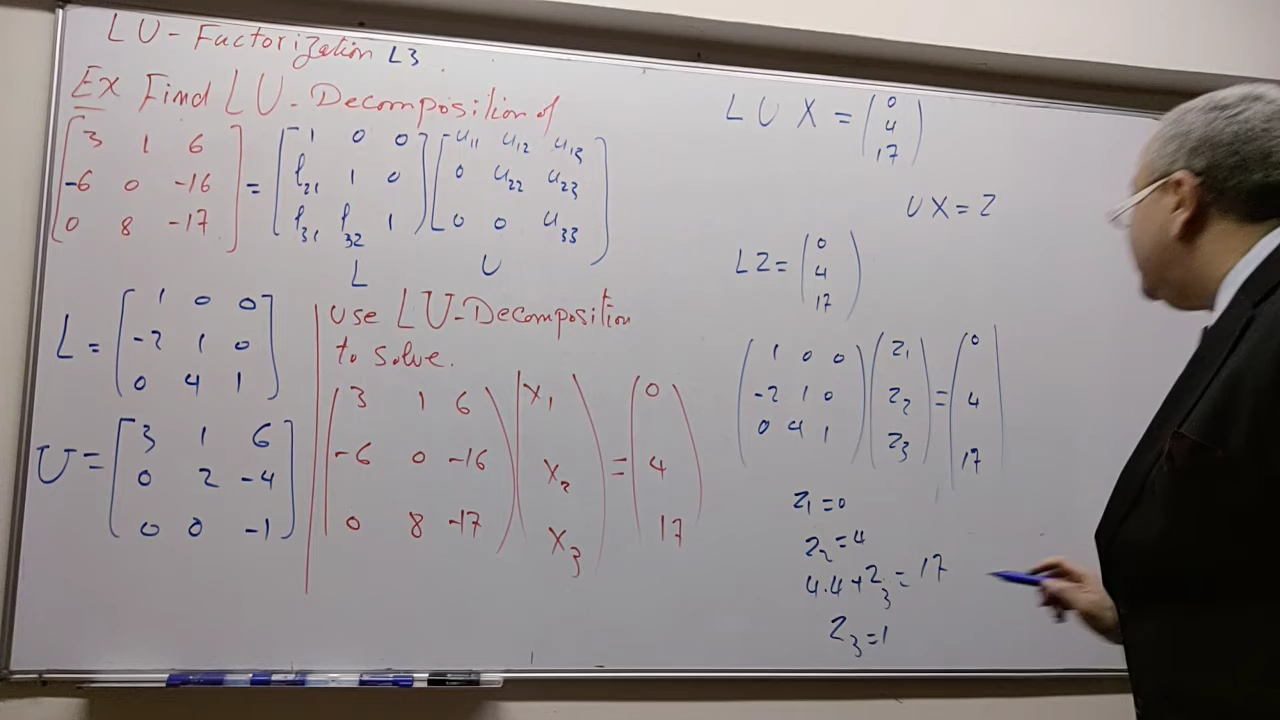 LU-Factorization L3
Ex Find LU-Decomposition of
[3 1 6; -6 0 -16; 0 8 -17] = [1 0 0; l21 1 0; l31 l32 1] [u11 u12 u13; 0 u22 u23; 0 0 u33]
L U
L = [1 0 0; -2 1 0; 0 4 1]
U = [3 1 6; 0 2 -4; 0 0 -1]
use LU-Decomposition
to solve.
(3 1 6; -6 0 -16; 0 8 -17) (x1; x2; x3) = (0; 4; 17)
L U X = (0; 4; 17)
U X = Z
L Z = (0; 4; 17)
(1 0 0; -2 1 0; 0 4 1) (z1; z2; z3) = (0; 4; 17)
z1 = 0
z2 = 4
4.4 + z3 = 17
z3 = 1